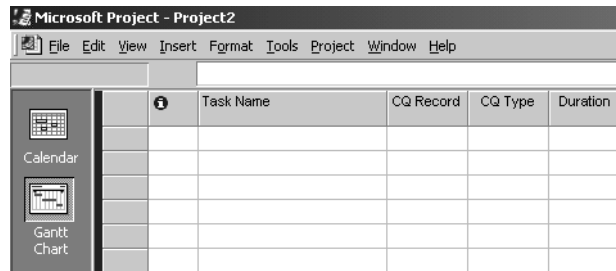 Microsoft Project - Project2
File Edit View Insert Format Tools Project Window Help
Task Name CQ Record CQ Type Duration
Calendar
Gantt
Chart